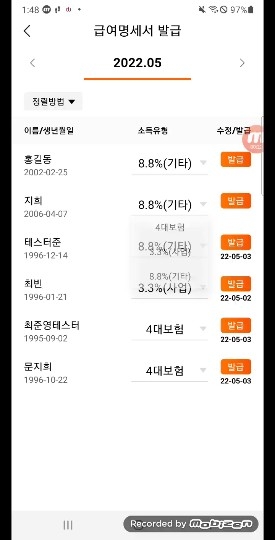 1:48
97%
급여명세서 발급
2022.05
정렬방법
이름/생년월일 소득유형 수정/발급
홍길동 8.8%(기타) 발급
2002-02-25
지희 8.8%(기타) 발급
2006-04-07
4대보험
테스터준 8.8%(기타) 발급
3.3%(사업)
1996-12-14 22-05-03
8.8%(기타)
최빈 3.3%(사업) 발급
1996-01-21 22-05-02
최준영테스터 4대보험 발급
1995-09-02 22-05-03
문지희 4대보험 발급
1996-10-22 22-05-03
Recorded by mobizen